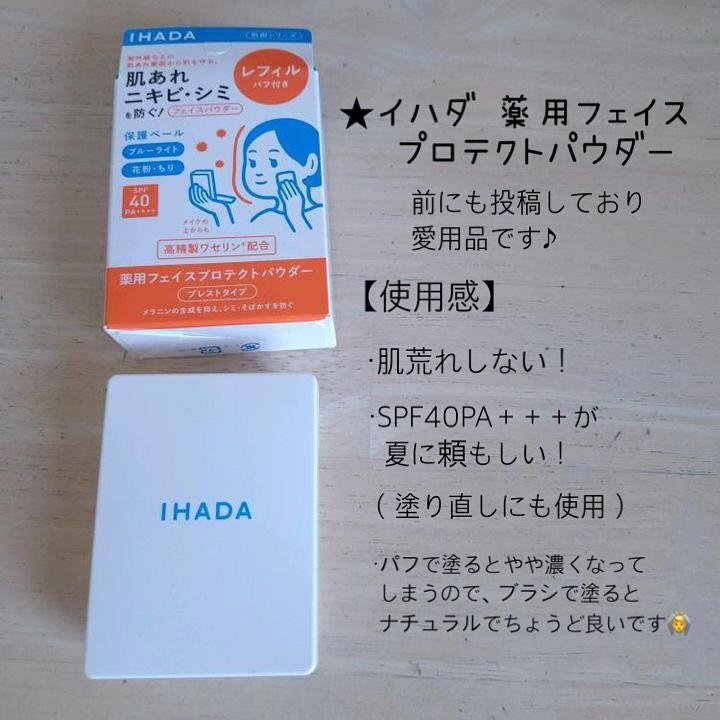 IHADA
肌あれ
ニキビ・シミ
を防ぐ!
フェイスパウダー
レフィル
パフ付き
保護ベール
ブルーライト
花粉・ちり
SPF
40
PA++++
メイクの
上からも
高精製ワセリン*配合
薬用フェイスプロテクトパウダー
プレストタイプ
メラニンの生成を抑え、シミ・そばかすを防ぐ
IHADA
★イハダ 薬用フェイス
プロテクトパウダー
前にも投稿しており
愛用品です♪
【使用感】
・肌荒れしない!
・SPF40PA+++が
夏に頼もしい!
(塗り直しにも使用)
・パフで塗るとやや濃くなって
しまうので、ブラシで塗ると
ナチュラルでちょうど良いです🙆